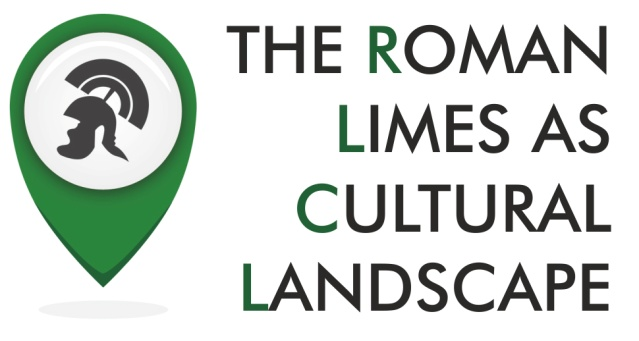 THE ROMAN
LIMES AS
CULTURAL
LANDSCAPE